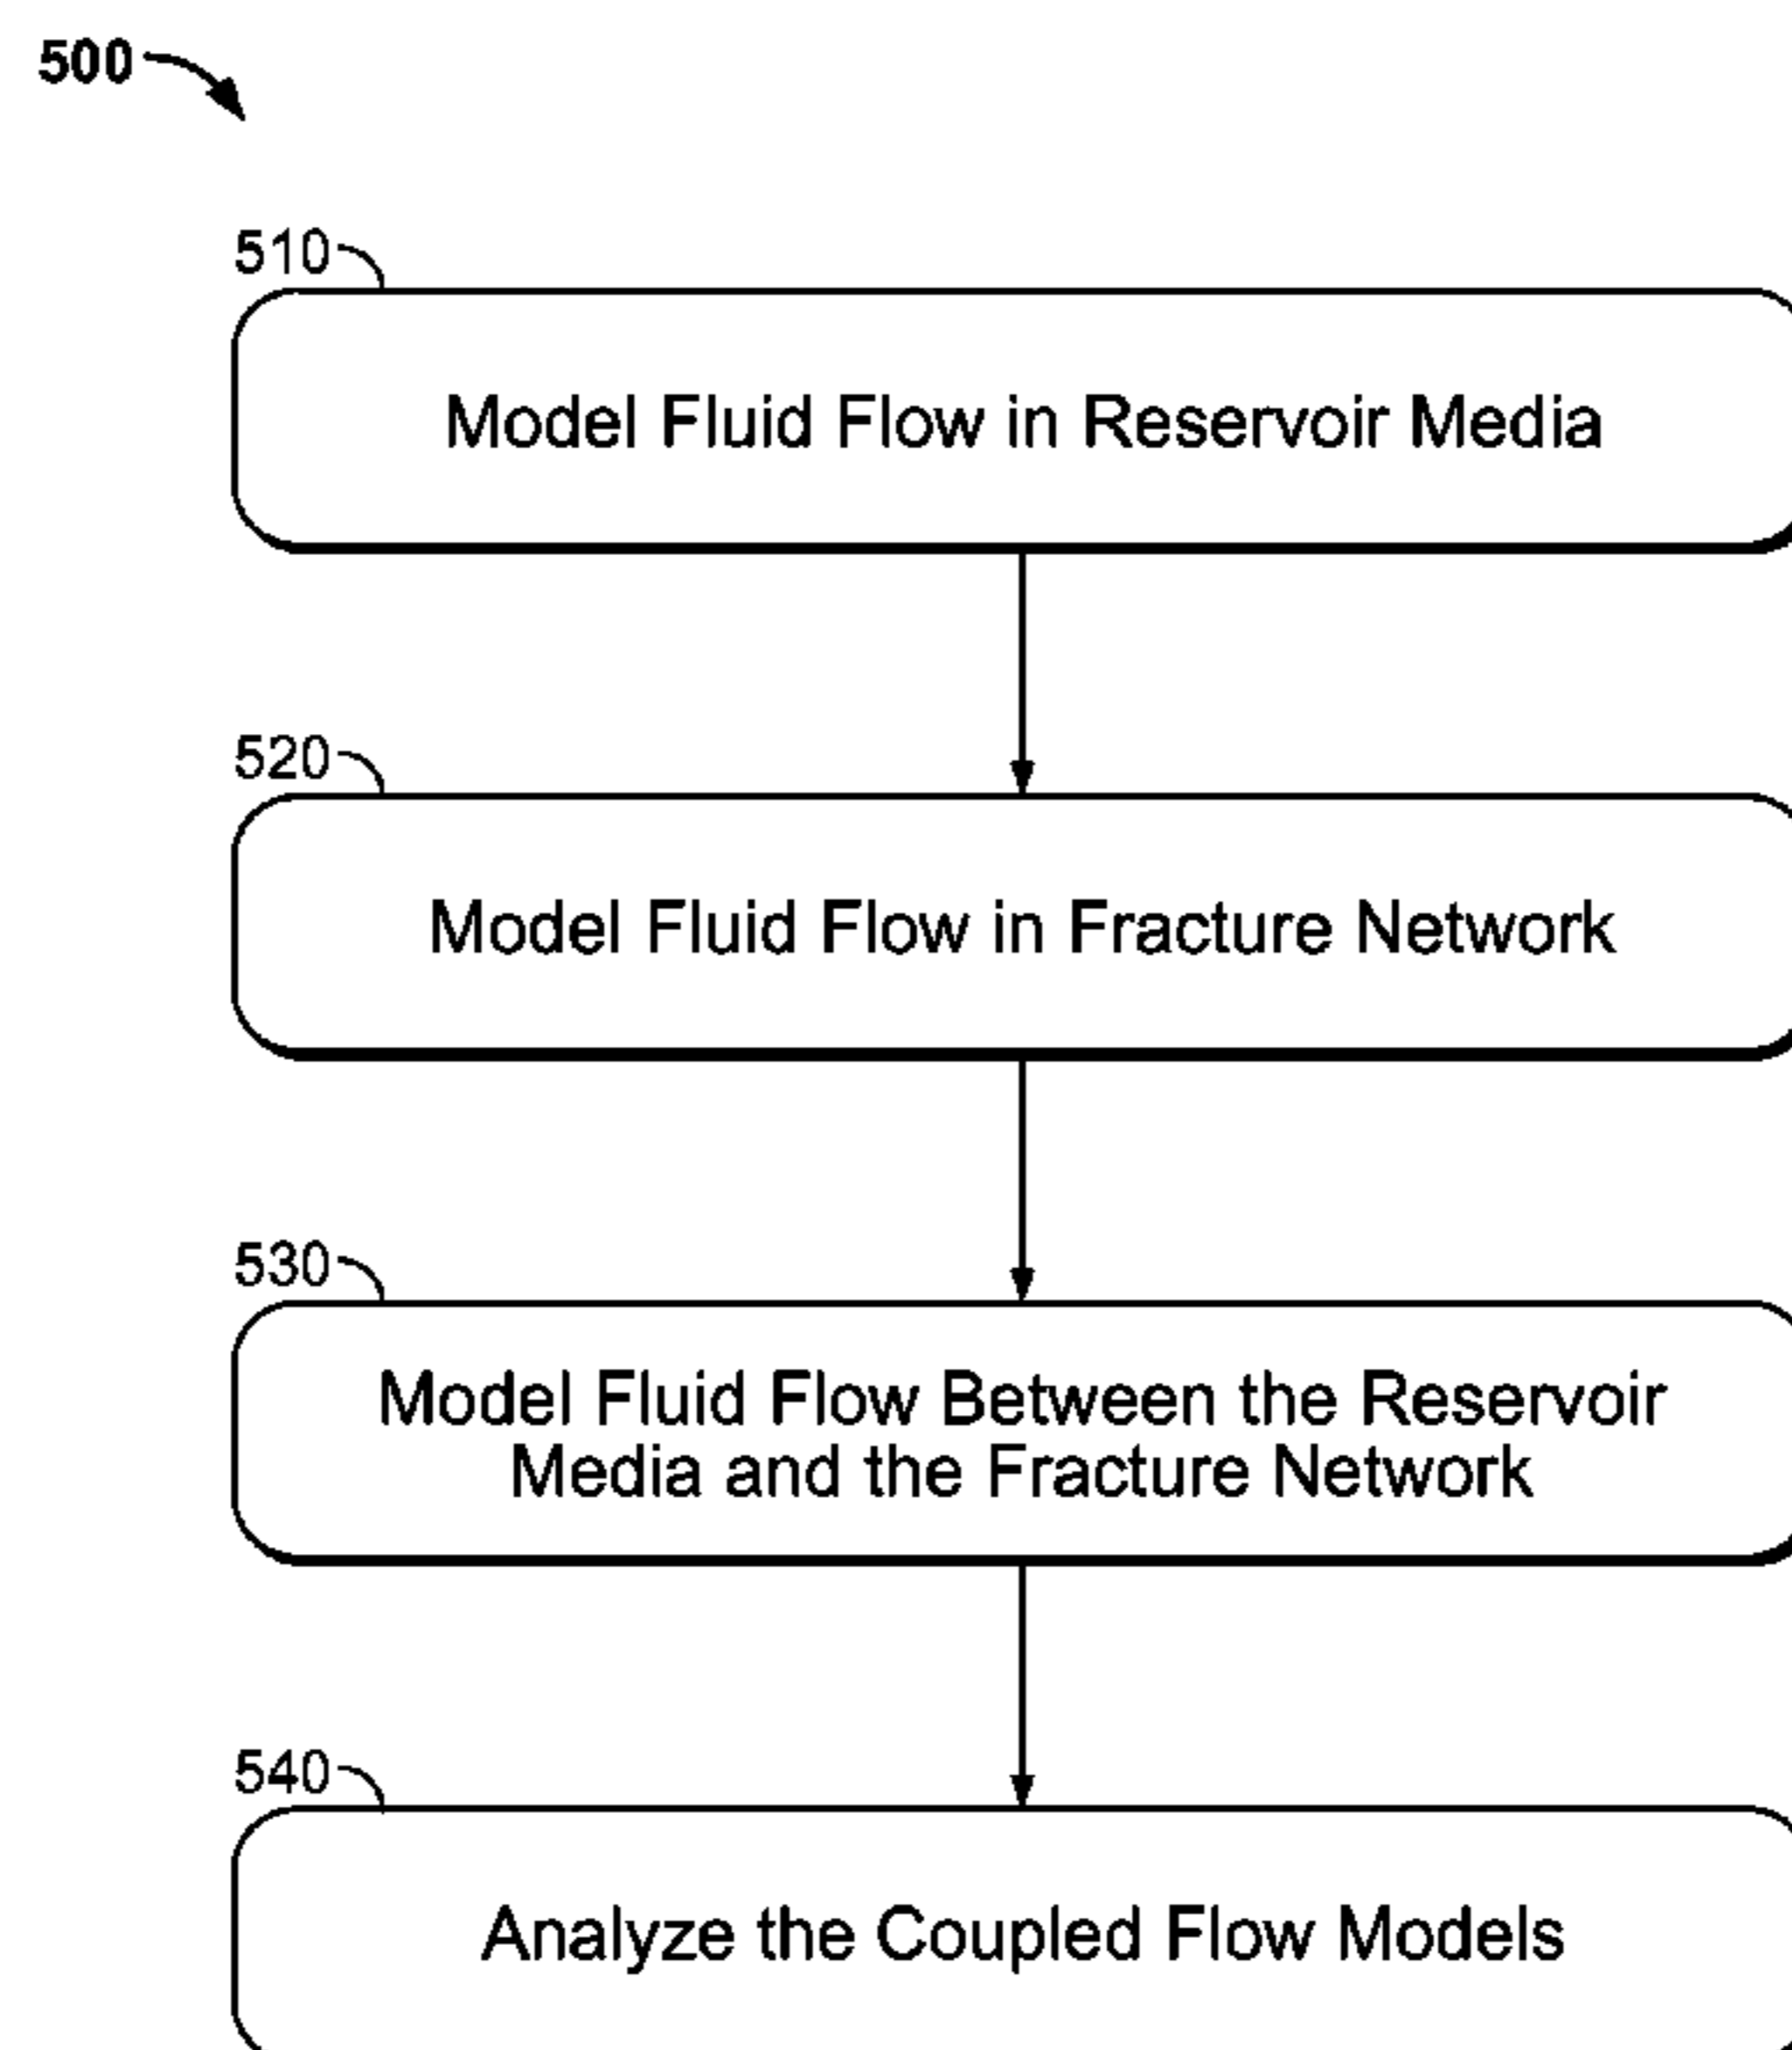 500
510
Model Fluid Flow in Reservoir Media
520
Model Fluid Flow in Fracture Network
530
Model Fluid Flow Between the Reservoir
Media and the Fracture Network
540
Analyze the Coupled Flow Models